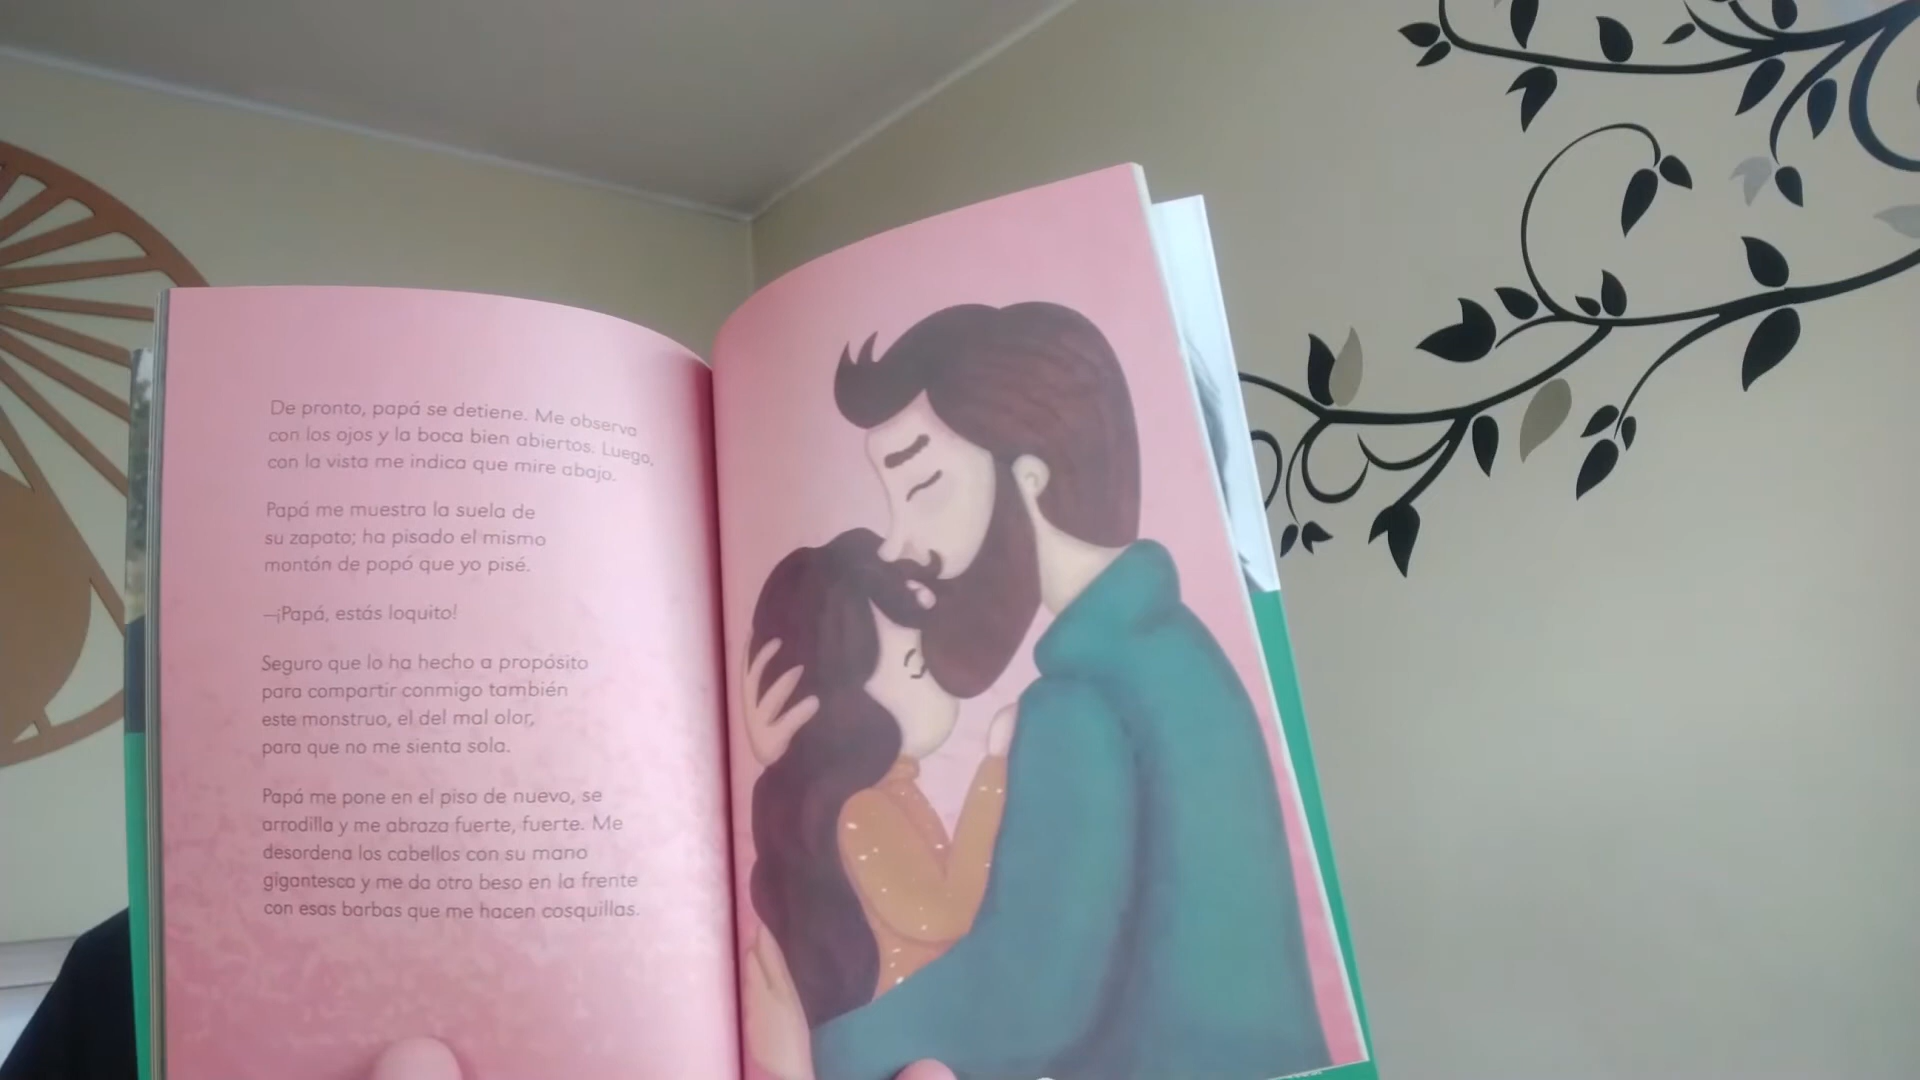 De pronto, papá se detiene. Me observa
con los ojos y la boca bien abiertos. Luego,
con la vista me indica que mire abajo.
Papá me muestra la suela de
su zapato; ha pisado el mismo
montón de popó que yo pisé.
—¡Papá, estás loquito!
Seguro que lo ha hecho a propósito
para compartir conmigo también
este monstruo, el del mal olor,
para que no me sienta sola.
Papá me pone en el piso de nuevo, se
arrodilla y me abraza fuerte, fuerte. Me
desordena los cabellos con su mano
gigantesca y me da otro beso en la frente
con esas barbas que me hacen cosquillas.